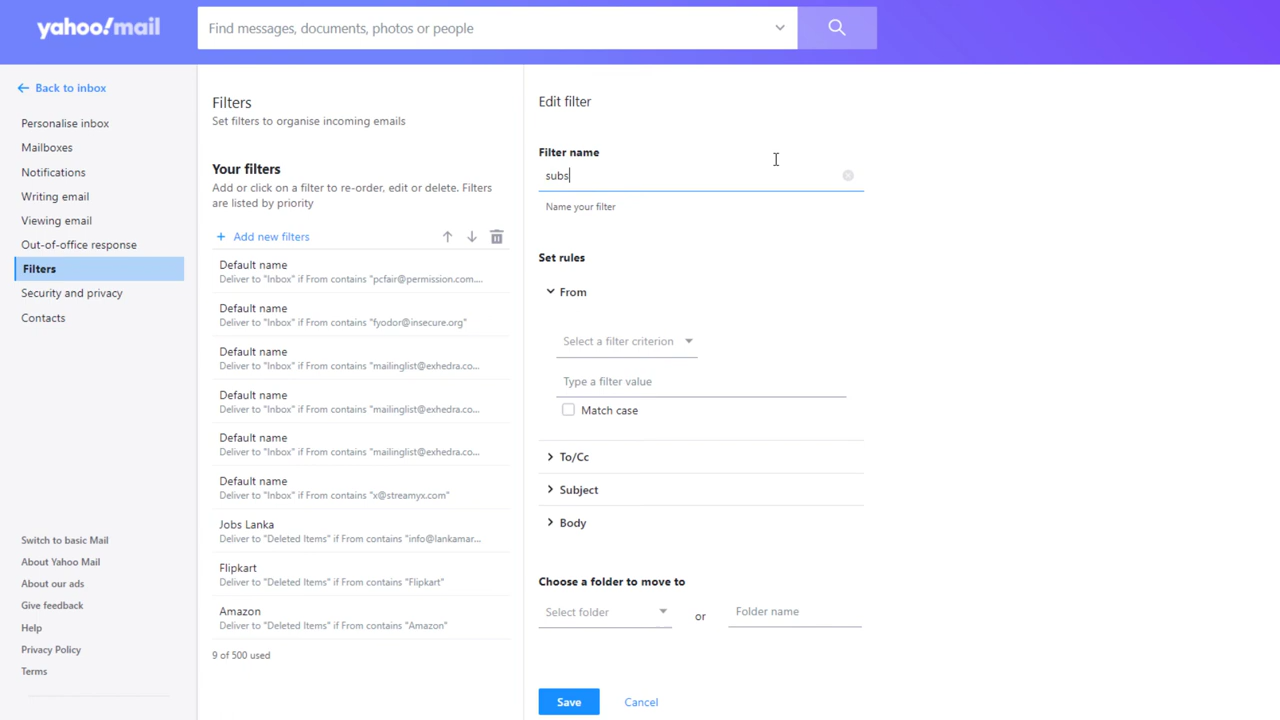 yahoo!mail
Find messages, documents, photos or people
Back to inbox
Personalise inbox
Mailboxes
Notifications
Writing email
Viewing email
Out-of-office response
Filters
Security and privacy
Contacts
Switch to basic Mail
About Yahoo Mail
About our ads
Give feedback
Help
Privacy Policy
Terms
Filters
Set filters to organise incoming emails
Your filters
Add or click on a filter to re-order, edit or delete. Filters
are listed by priority
+ Add new filters
Default name
Deliver to "Inbox" if From contains "pcfair@permission.com....
Default name
Deliver to "Inbox" if From contains "fyodor@insecure.org"
Default name
Deliver to "Inbox" if From contains "mailinglist@exhedra.co...
Default name
Deliver to "Inbox" if From contains "mailinglist@exhedra.co...
Default name
Deliver to "Inbox" if From contains "mailinglist@exhedra.co...
Default name
Deliver to "Inbox" if From contains "x@streamyx.com"
Jobs Lanka
Deliver to "Deleted Items" if From contains "info@lankamar...
Flipkart
Deliver to "Deleted Items" if From contains "Flipkart"
Amazon
Deliver to "Deleted Items" if From contains "Amazon"
9 of 500 used
Edit filter
Filter name
subs
Name your filter
Set rules
From
Select a filter criterion
Type a filter value
Match case
To/Cc
Subject
Body
Choose a folder to move to
Select folder or Folder name
Save Cancel